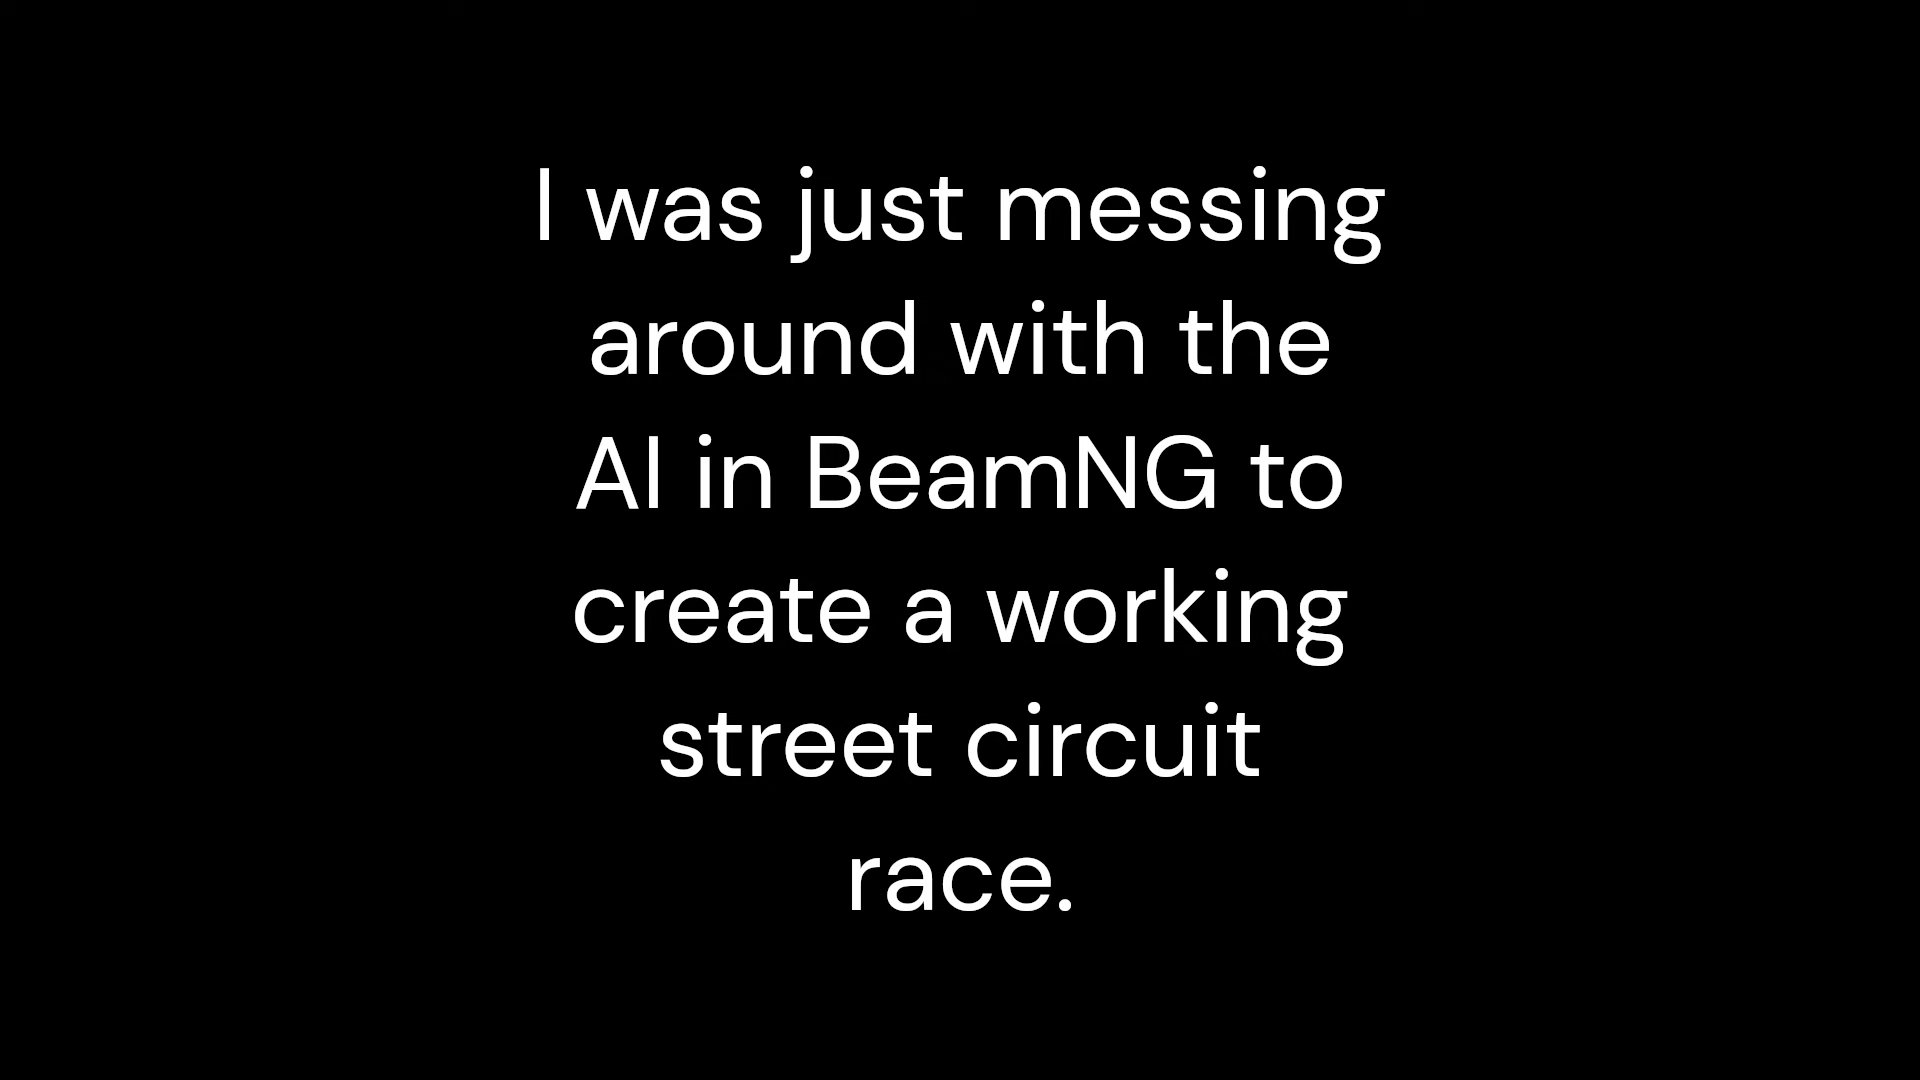 I was just messing
around with the
AI in BeamNG to
create a working
street circuit
race.